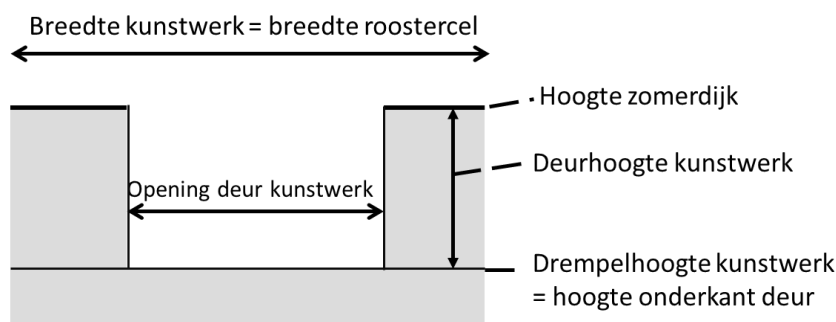 Breedte kunstwerk = breedte roostercel
Hoogte zomerdijk
Deurhoogte kunstwerk
Opening deur kunstwerk
Drempelhoogte kunstwerk
= hoogte onderkant deur